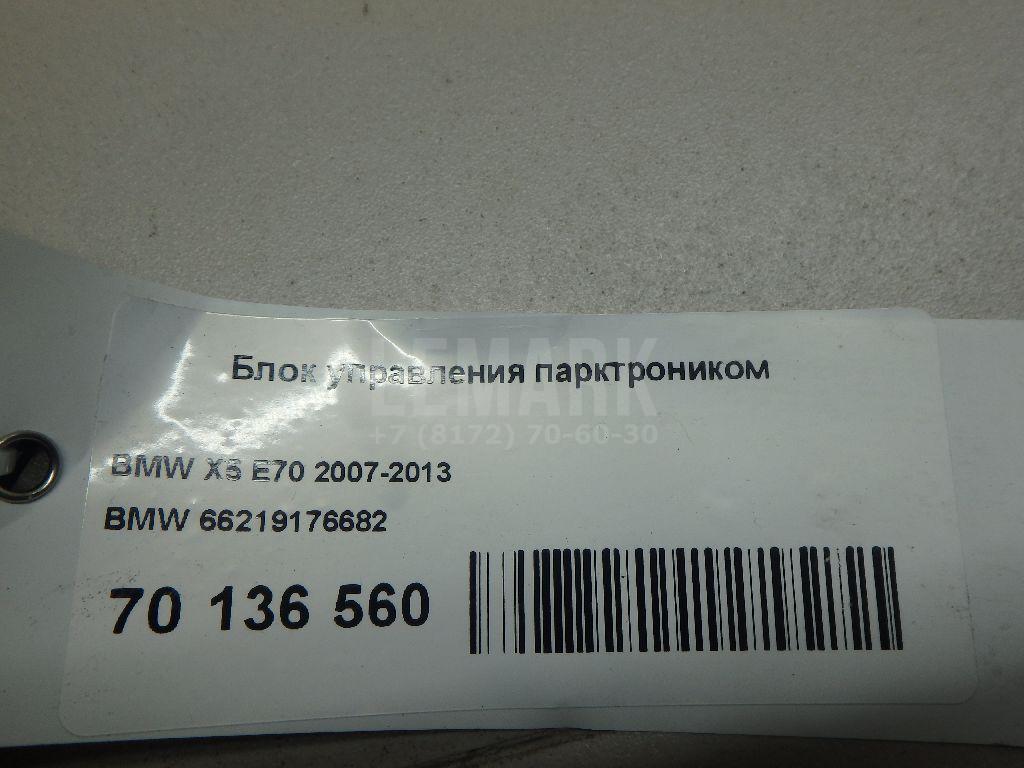 Блок управления парктроником
LEMARK
+7 (8172) 70-60-30
BMW X5 E70 2007-2013
BMW 66219176682
70 136 560